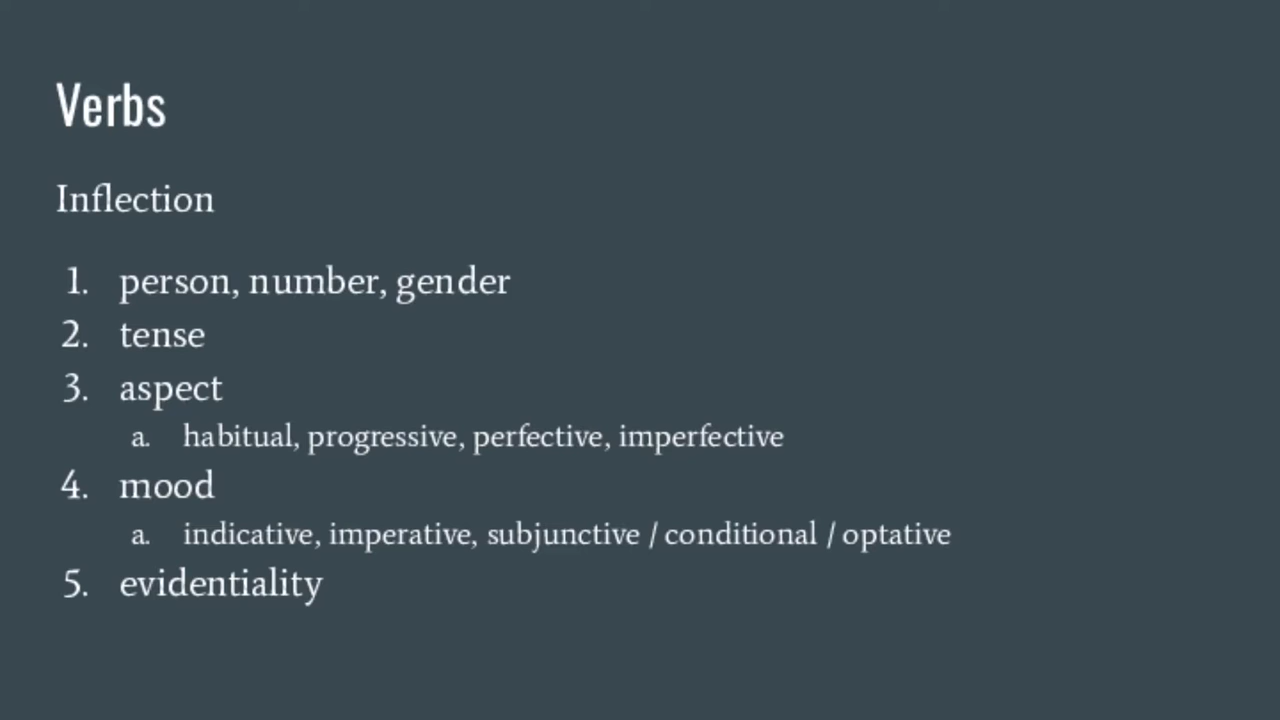 Verbs
Inflection
1. person, number, gender
2. tense
3. aspect
a. habitual, progressive, perfective, imperfective
4. mood
a. indicative, imperative, subjunctive / conditional / optative
5. evidentiality